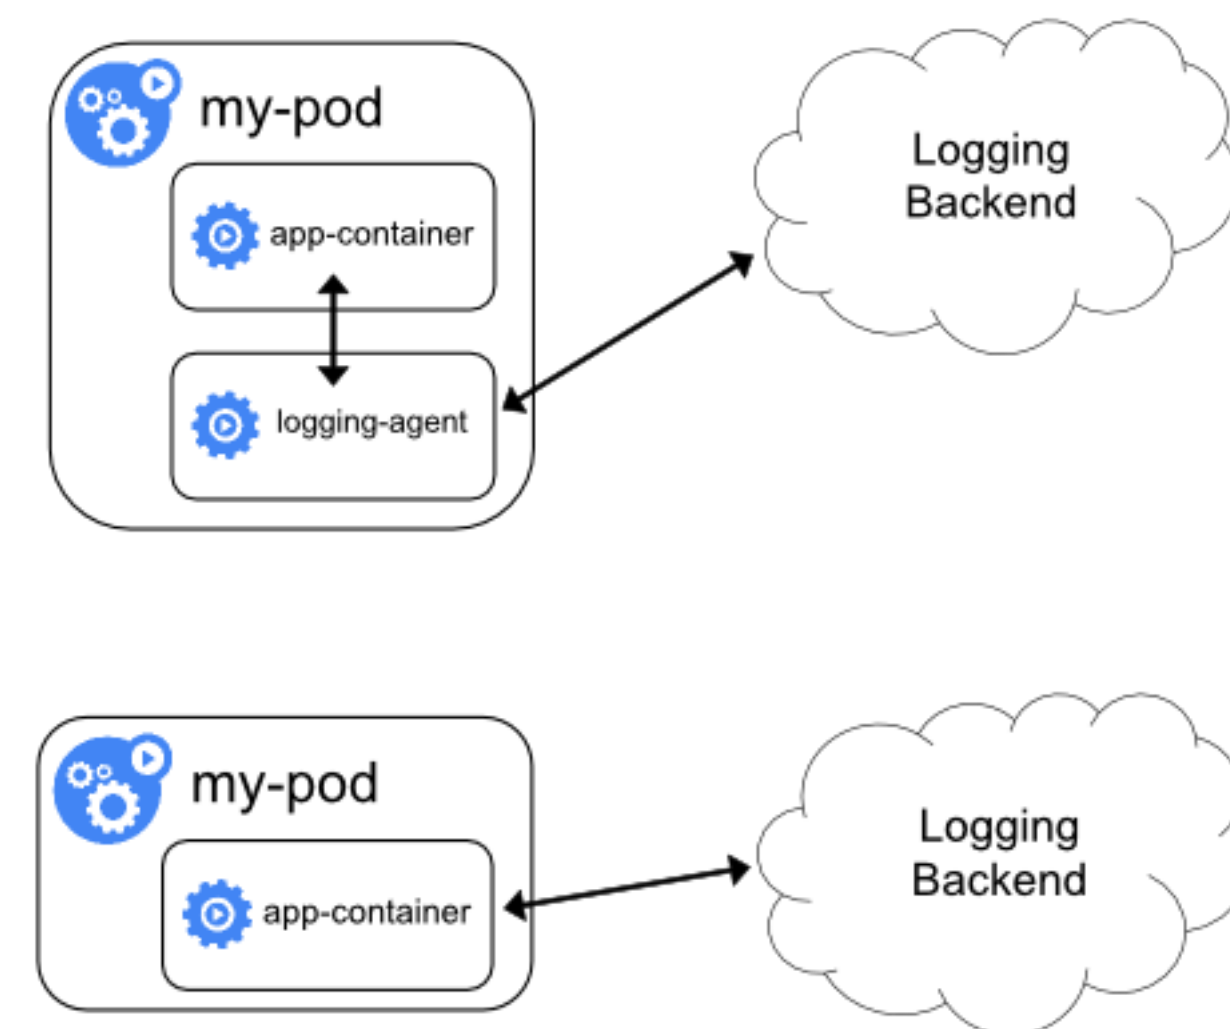 my-pod
app-container
logging-agent
Logging
Backend
my-pod
app-container
Logging
Backend